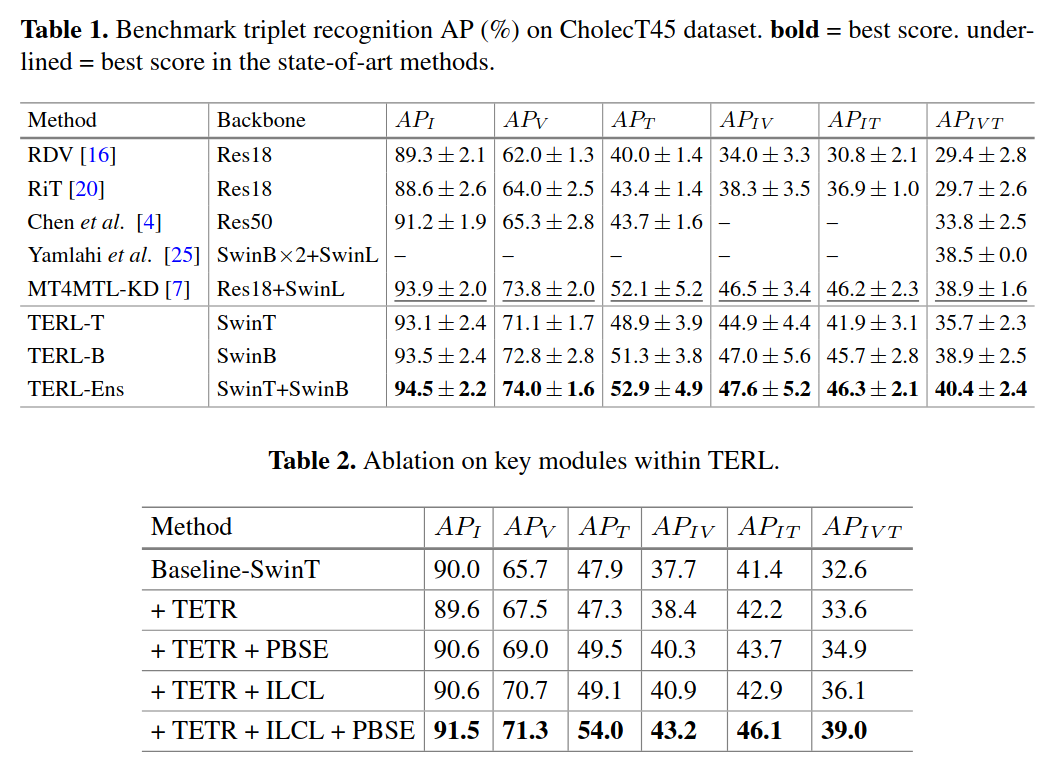 Table 1. Benchmark triplet recognition AP (%) on CholecT45 dataset. bold = best score. under-
lined = best score in the state-of-art methods.
Method Backbone AP_I AP_V AP_T AP_IV AP_IT AP_IVT
RDV [16] Res18 89.3 ± 2.1 62.0 ± 1.3 40.0 ± 1.4 34.0 ± 3.3 30.8 ± 2.1 29.4 ± 2.8
RiT [20] Res18 88.6 ± 2.6 64.0 ± 2.5 43.4 ± 1.4 38.3 ± 3.5 36.9 ± 1.0 29.7 ± 2.6
Chen et al. [4] Res50 91.2 ± 1.9 65.3 ± 2.8 43.7 ± 1.6 – – 33.8 ± 2.5
Yamlahi et al. [25] SwinB×2+SwinL – – – – – 38.5 ± 0.0
MT4MTL-KD [7] Res18+SwinL 93.9 ± 2.0 73.8 ± 2.0 52.1 ± 5.2 46.5 ± 3.4 46.2 ± 2.3 38.9 ± 1.6
TERL-T SwinT 93.1 ± 2.4 71.1 ± 1.7 48.9 ± 3.9 44.9 ± 4.4 41.9 ± 3.1 35.7 ± 2.3
TERL-B SwinB 93.5 ± 2.4 72.8 ± 2.8 51.3 ± 3.8 47.0 ± 5.6 45.7 ± 2.8 38.9 ± 2.5
TERL-Ens SwinT+SwinB 94.5 ± 2.2 74.0 ± 1.6 52.9 ± 4.9 47.6 ± 5.2 46.3 ± 2.1 40.4 ± 2.4
Table 2. Ablation on key modules within TERL.
Method AP_I AP_V AP_T AP_IV AP_IT AP_IVT
Baseline-SwinT 90.0 65.7 47.9 37.7 41.4 32.6
+ TETR 89.6 67.5 47.3 38.4 42.2 33.6
+ TETR + PBSE 90.6 69.0 49.5 40.3 43.7 34.9
+ TETR + ILCL 90.6 70.7 49.1 40.9 42.9 36.1
+ TETR + ILCL + PBSE 91.5 71.3 54.0 43.2 46.1 39.0